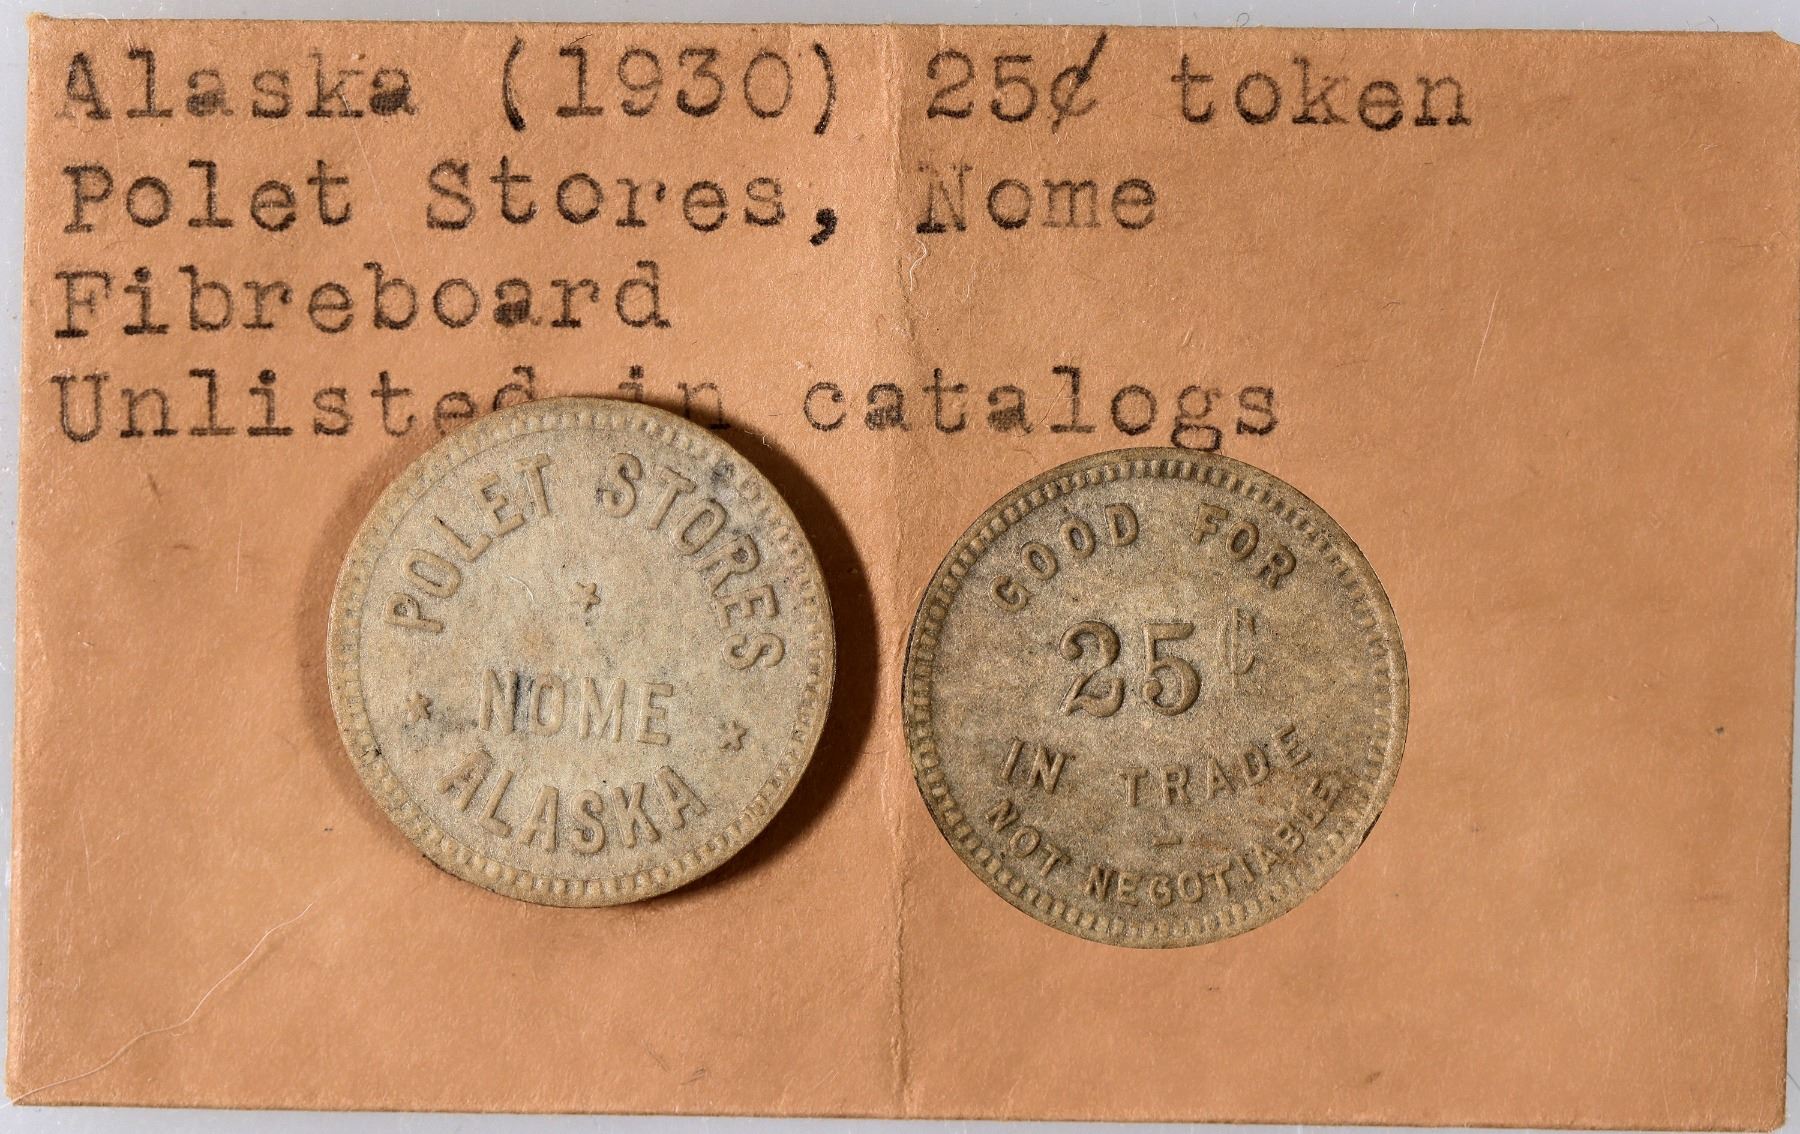 Alaska (1930) 25¢ token
Polet Stores, Nome
Fibreboard
Unlisted in catalogs
POLET STORES
NOME
ALASKA
GOOD FOR
25¢
IN TRADE
NOT NEGOTIABLE